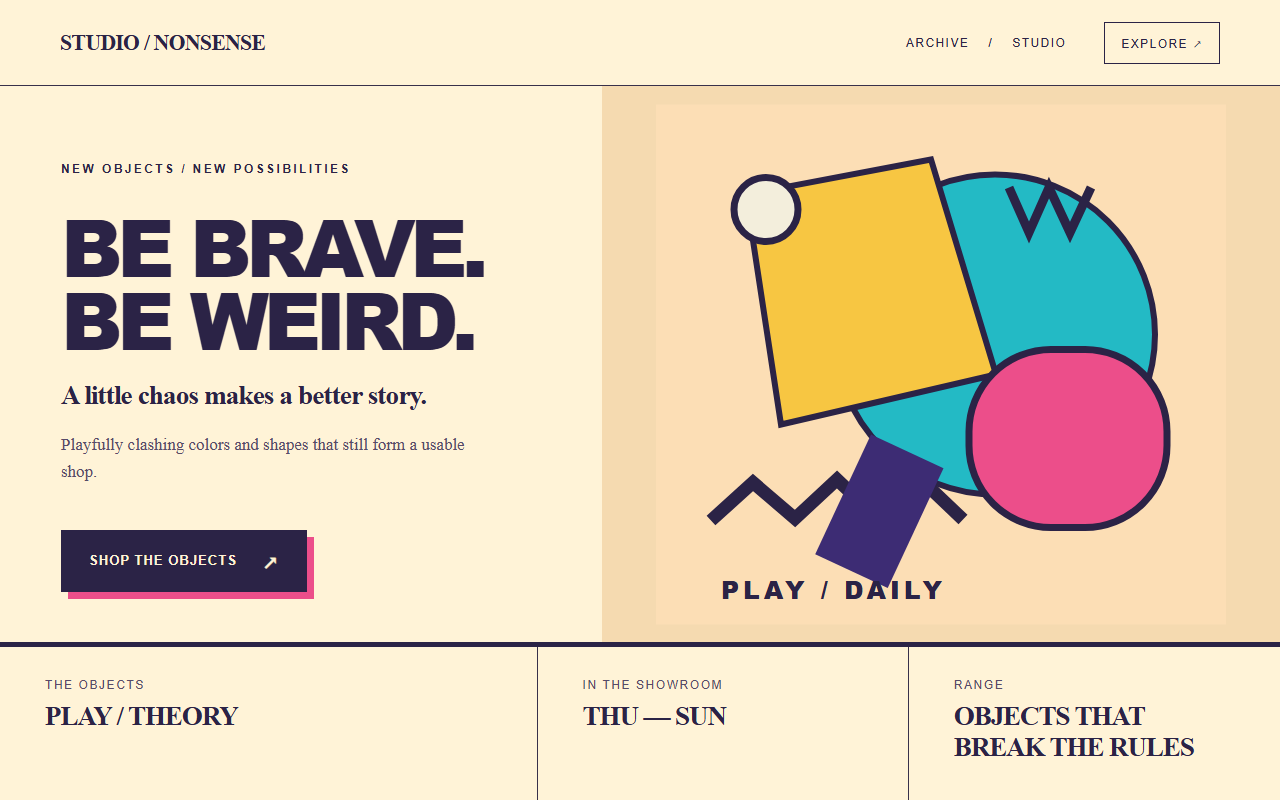 STUDIO / NONSENSE
ARCHIVE / STUDIO
EXPLORE ↗
NEW OBJECTS / NEW POSSIBILITIES
BE BRAVE.
BE WEIRD.
A little chaos makes a better story.
Playfully clashing colors and shapes that still form a usable
shop.
SHOP THE OBJECTS ↗
PLAY / DAILY
THE OBJECTS
PLAY / THEORY
IN THE SHOWROOM
THU — SUN
RANGE
OBJECTS THAT
BREAK THE RULES